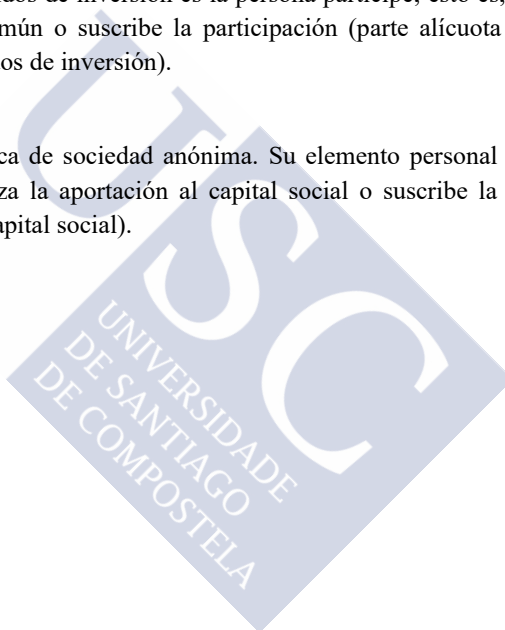 dos de inversión es la persona partícipe, esto es,
mún o suscribe la participación (parte alícuota
os de inversión).
ca de sociedad anónima. Su elemento personal
za la aportación al capital social o suscribe la
apital social).
USC
UNIVERSIDADE
DE SANTIAGO
DE COMPOSTELA